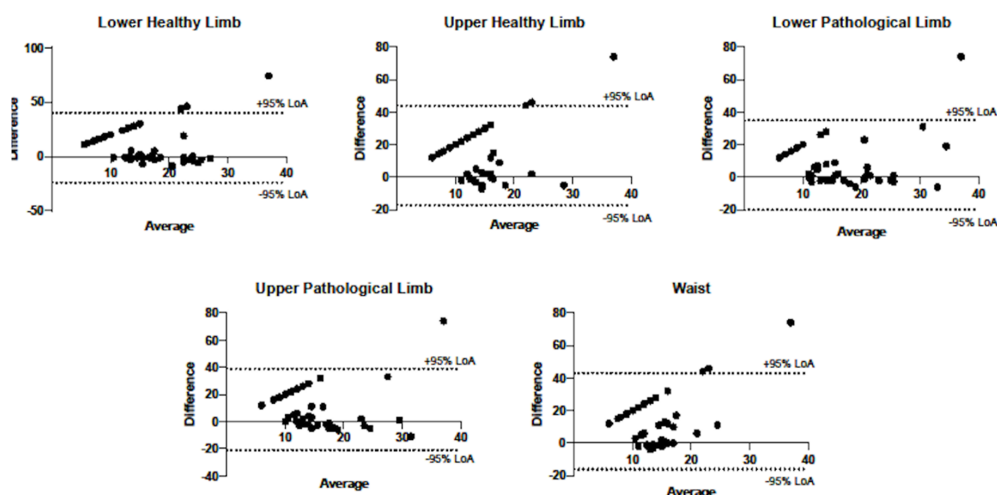 Lower Healthy Limb
Upper Healthy Limb
Lower Pathological Limb
100
50
0
-50
10
20
30
40
Difference
+95% LoA
-95% LoA
Average
80
60
40
20
0
-20
10
20
30
40
Difference
+95% LoA
-95% LoA
Average
80
60
40
20
0
-20
10
20
30
40
Difference
+95% LoA
-95% LoA
Average
Upper Pathological Limb
Waist
80
60
40
20
0
-20
-40
10
20
30
40
Difference
+95% LoA
-95% LoA
Average
80
60
40
20
0
-20
10
20
30
40
Difference
+95% LoA
-95% LoA
Average